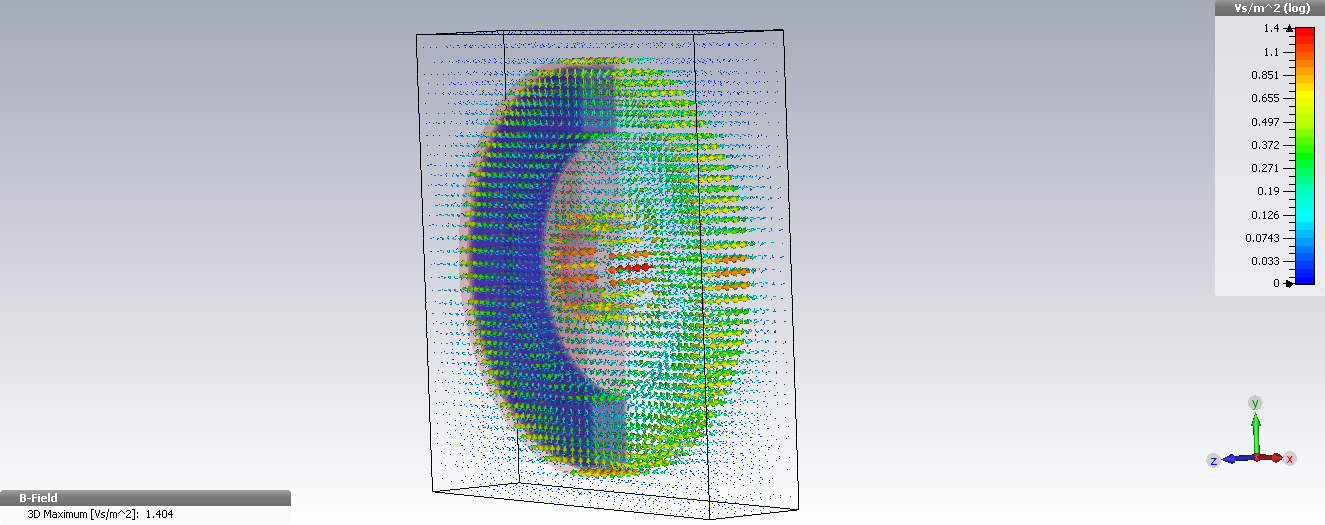 Vs/m^2 (log)
1.4
1.1
0.851
0.655
0.497
0.372
0.271
0.19
0.126
0.0743
0.033
0
y
z
x
B-Field
3D Maximum [Vs/m^2]: 1.404